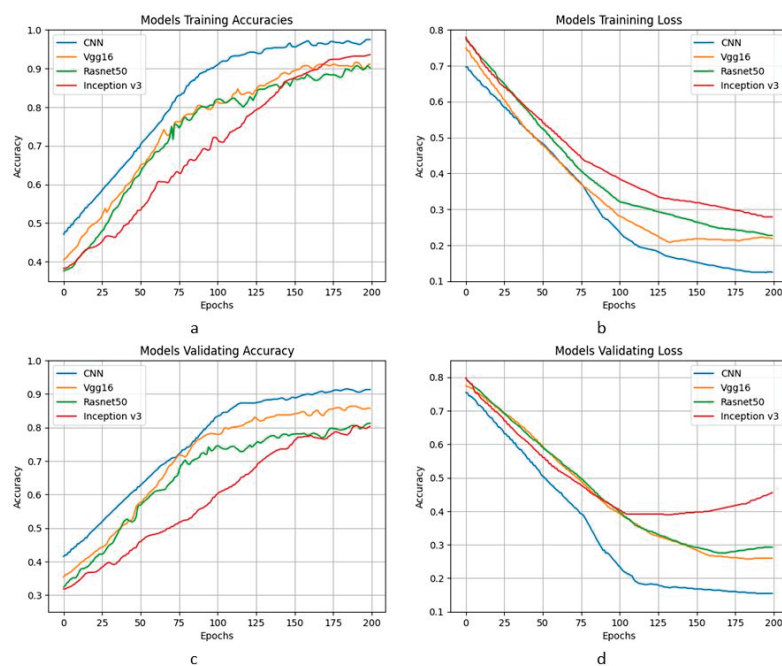 Models Training Accuracies
Accuracy
1.0
0.9
0.8
0.7
0.6
0.5
0.4
CNN
Vgg16
Rasnet50
Inception v3
0 25 50 75 100 125 150 175 200
Epochs
a
Models Trainining Loss
Accuracy
0.8
0.7
0.6
0.5
0.4
0.3
0.2
0.1
CNN
Vgg16
Rasnet50
Inception v3
0 25 50 75 100 125 150 175 200
Epochs
b
Models Validating Accuracy
Accuracy
1.0
0.9
0.8
0.7
0.6
0.5
0.4
0.3
CNN
Vgg16
Rasnet50
Inception v3
0 25 50 75 100 125 150 175 200
Epochs
c
Models Validating Loss
Accuracy
0.8
0.7
0.6
0.5
0.4
0.3
0.2
0.1
CNN
Vgg16
Rasnet50
Inception v3
0 25 50 75 100 125 150 175 200
Epochs
d